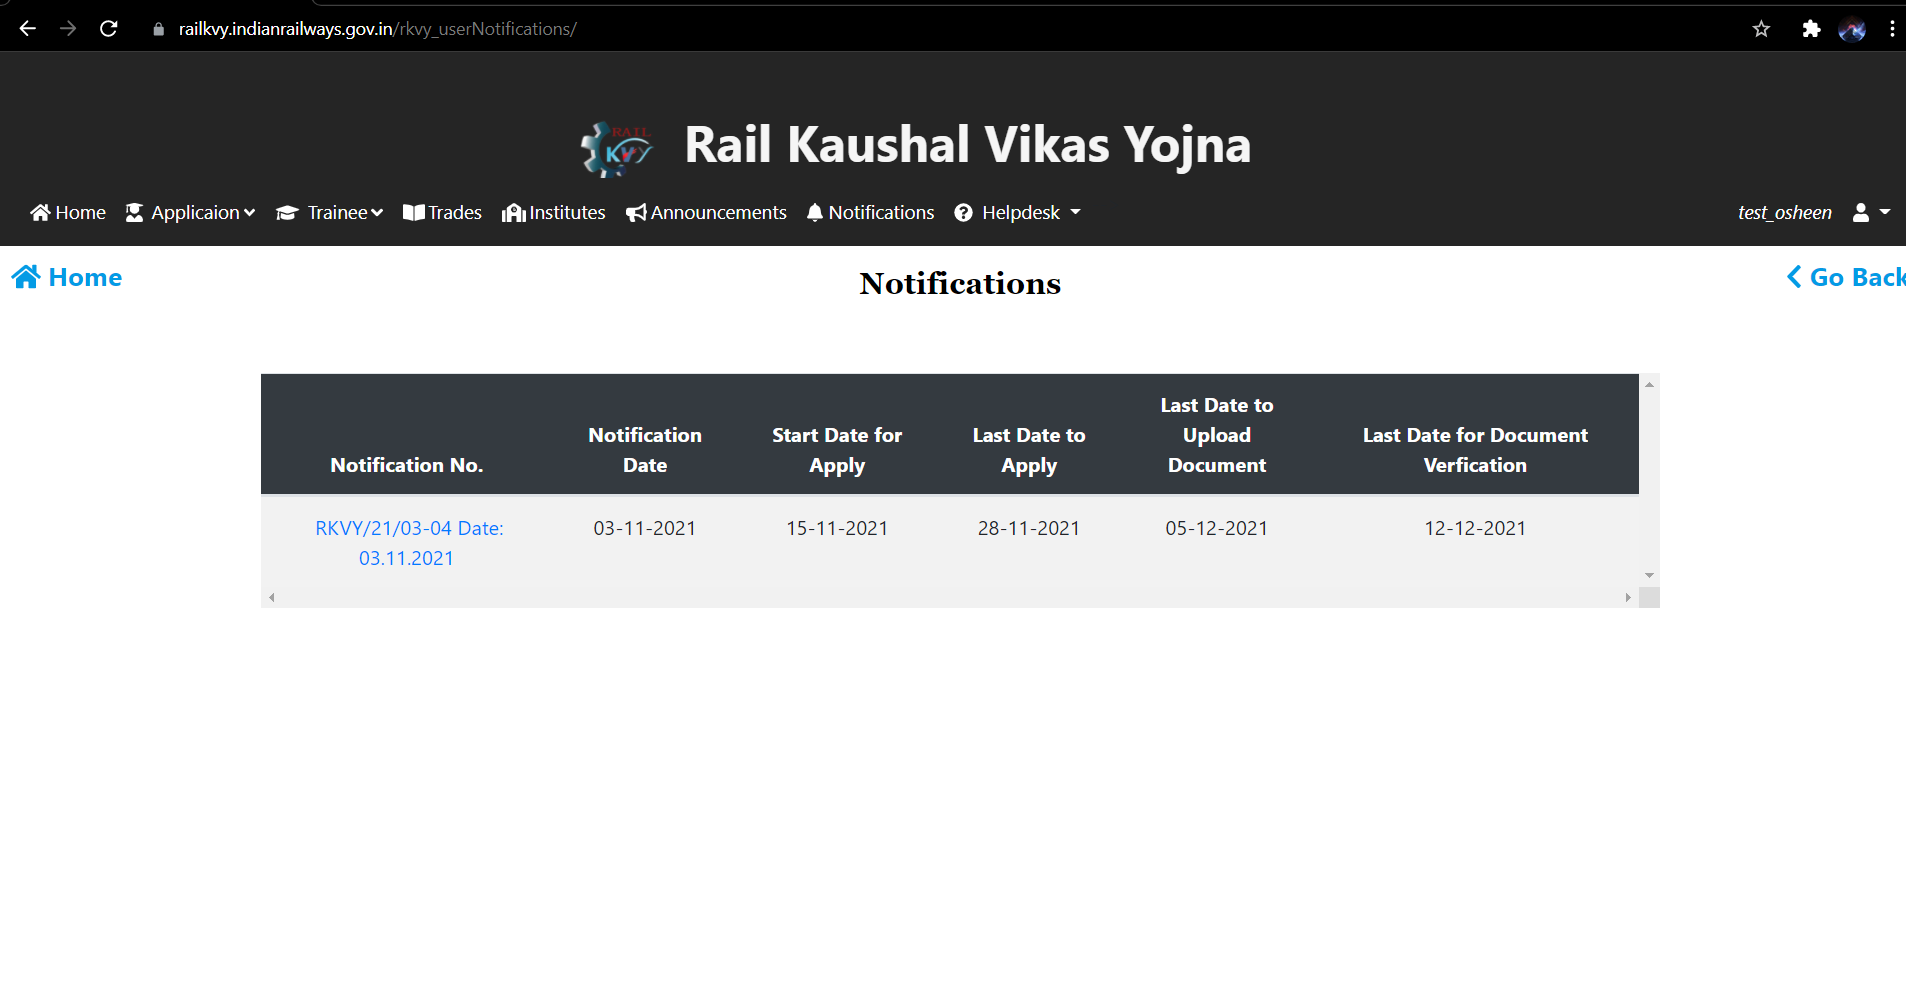 railkvy.indianrailways.gov.in/rkvy_userNotifications/
RAIL
KVY
Rail Kaushal Vikas Yojna
Home Applicaion Trainee Trades Institutes Announcements Notifications Helpdesk test_osheen
Home Notifications Go Back
Notification No. Notification Date Start Date for Apply Last Date to Apply Last Date to Upload Document Last Date for Document Verfication
RKVY/21/03-04 Date: 03.11.2021 03-11-2021 15-11-2021 28-11-2021 05-12-2021 12-12-2021